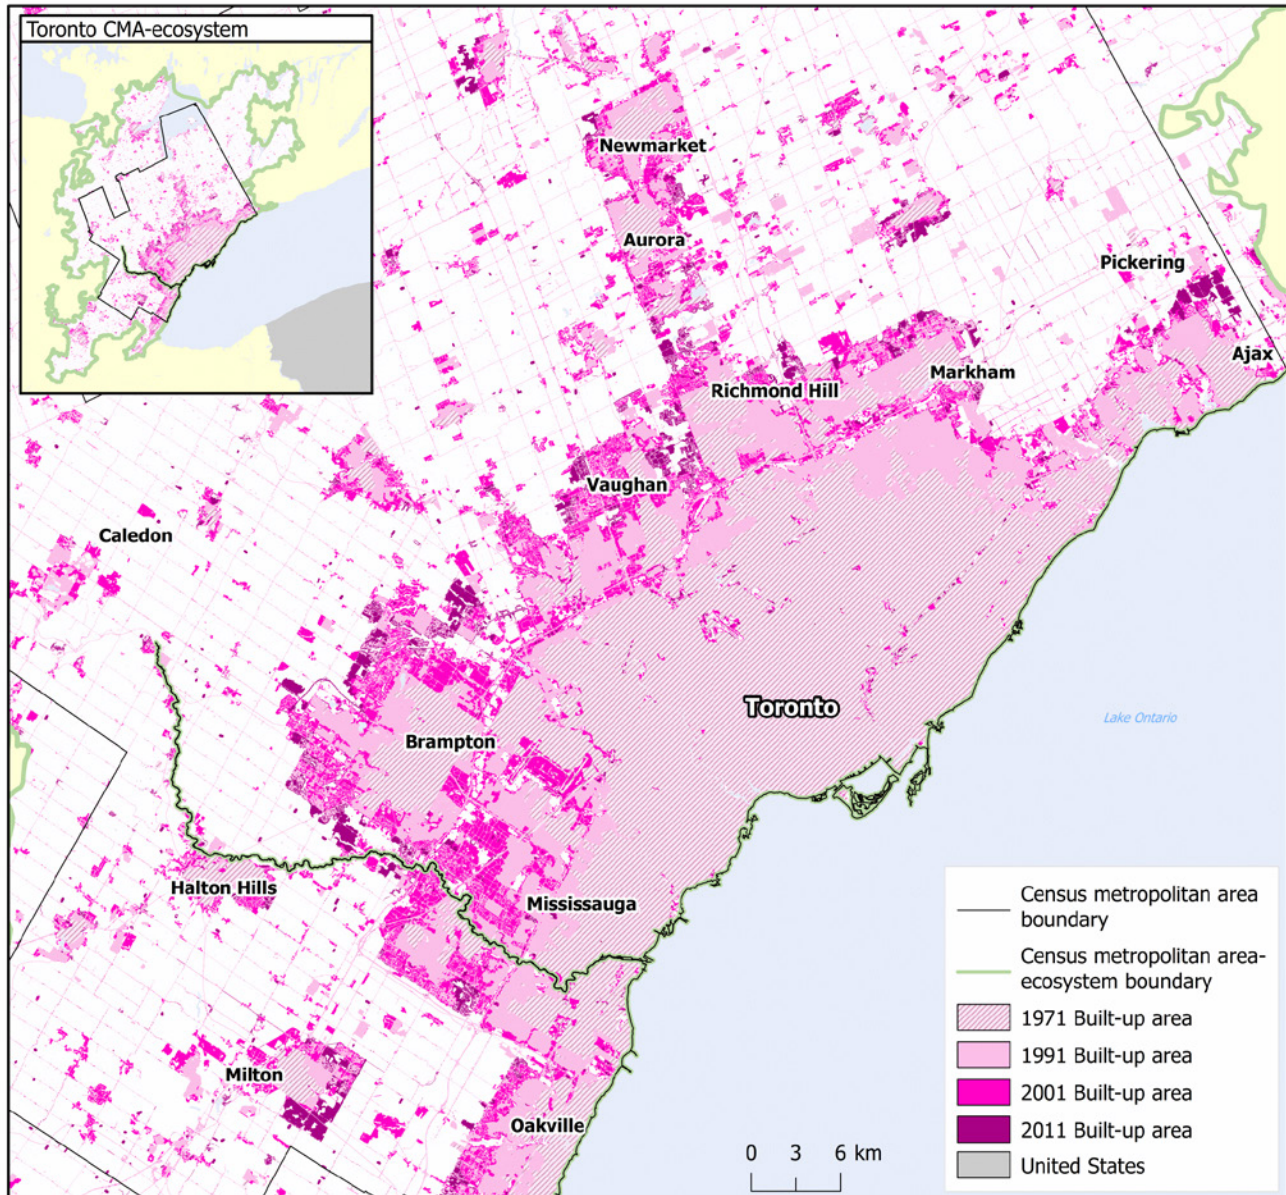 Toronto CMA-ecosystem
Newmarket
Aurora
Pickering
Ajax
Markham
Richmond Hill
Vaughan
Caledon
Toronto
Lake Ontario
Brampton
Halton Hills
Mississauga
Milton
Oakville
0 3 6 km
Census metropolitan area
boundary
Census metropolitan area-
ecosystem boundary
1971 Built-up area
1991 Built-up area
2001 Built-up area
2011 Built-up area
United States